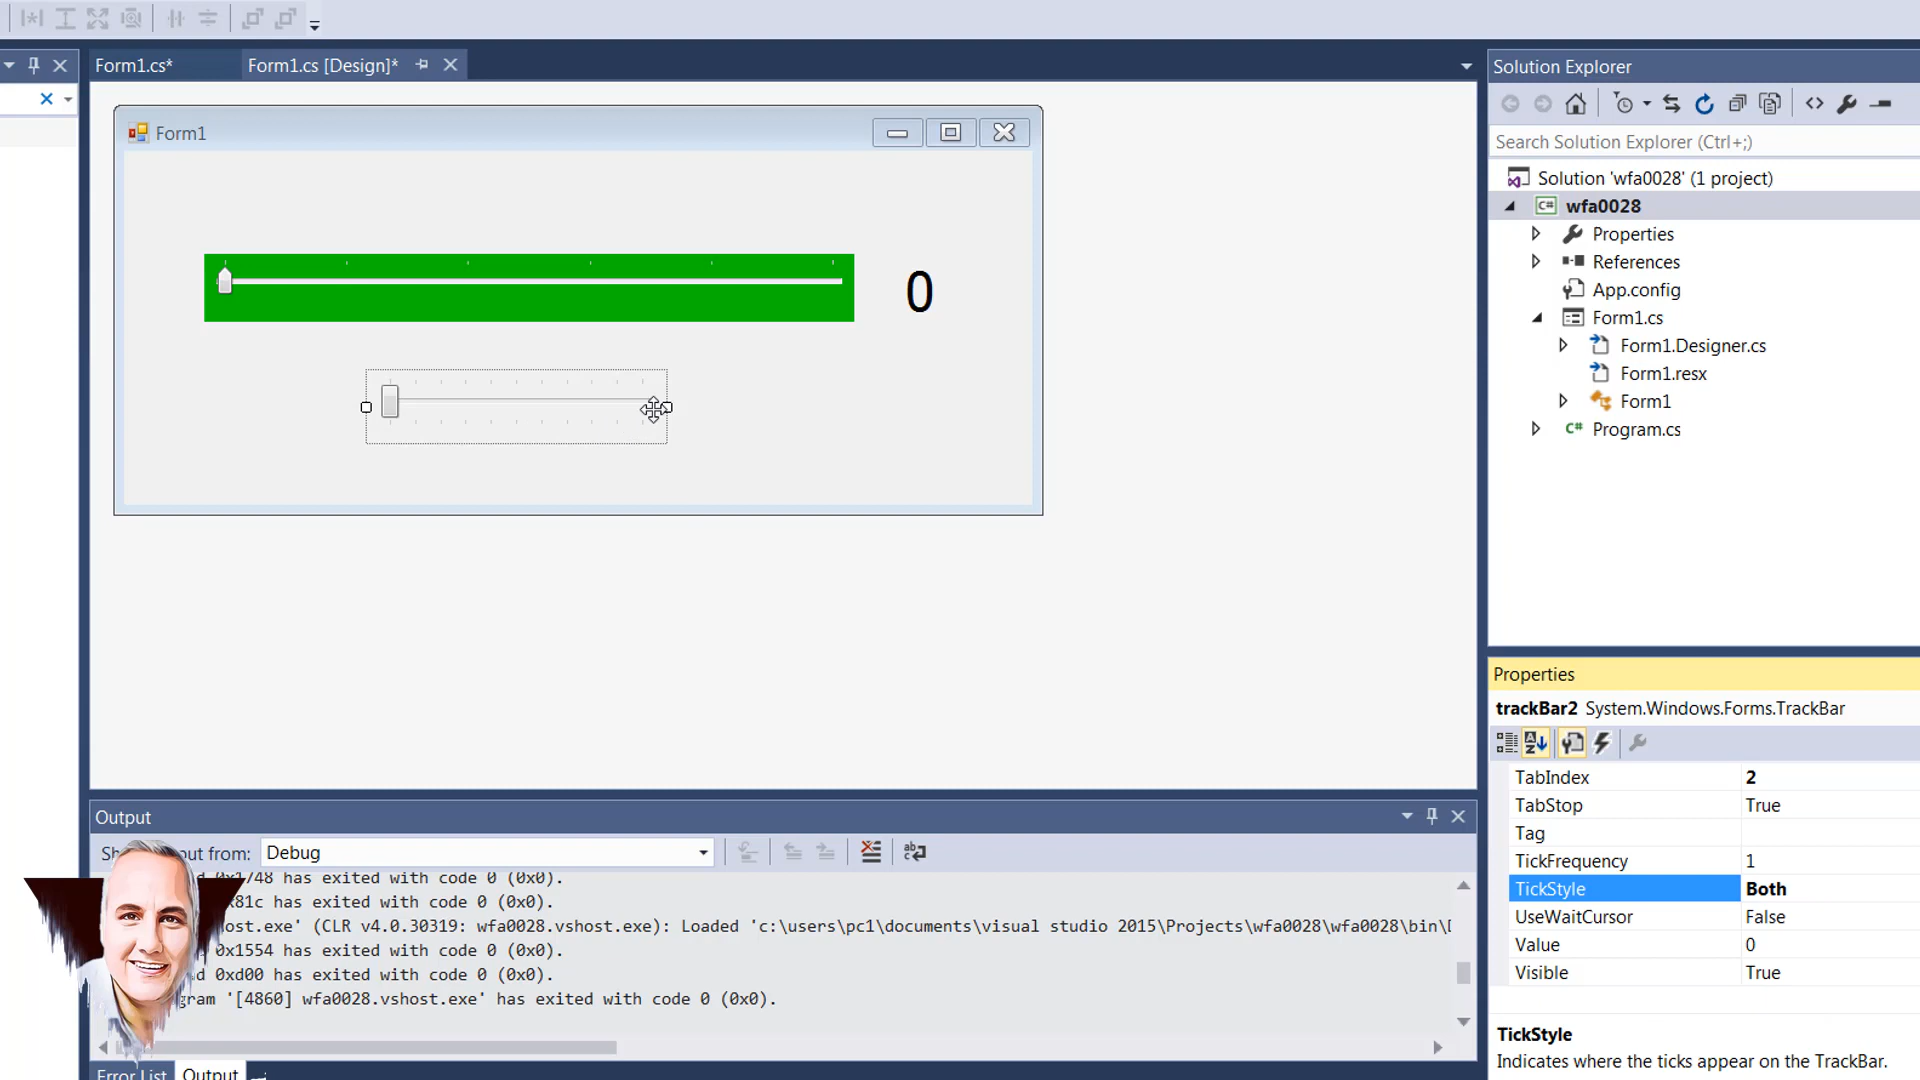 Form1.cs*
Form1.cs [Design]*
Form1
0
Solution Explorer
Search Solution Explorer (Ctrl+;)
Solution 'wfa0028' (1 project)
C# wfa0028
Properties
References
App.config
Form1.cs
Form1.Designer.cs
Form1.resx
Form1
C# Program.cs
Properties
trackBar2 System.Windows.Forms.TrackBar
TabIndex 2
TabStop True
Tag
TickFrequency 1
TickStyle Both
UseWaitCursor False
Value 0
Visible True
TickStyle
Indicates where the ticks appear on the TrackBar.
Output
out from: Debug
has exited with code 0 (0x0).
81c has exited with code 0 (0x0).
host.exe' (CLR v4.0.30319: wfa0028.vshost.exe): Loaded 'c:\users\pc1\documents\visual studio 2015\Projects\wfa0028\wfa0028\bin\
0x1554 has exited with code 0 (0x0).
0xd00 has exited with code 0 (0x0).
gram '[4860] wfa0028.vshost.exe' has exited with code 0 (0x0).
Error List Output